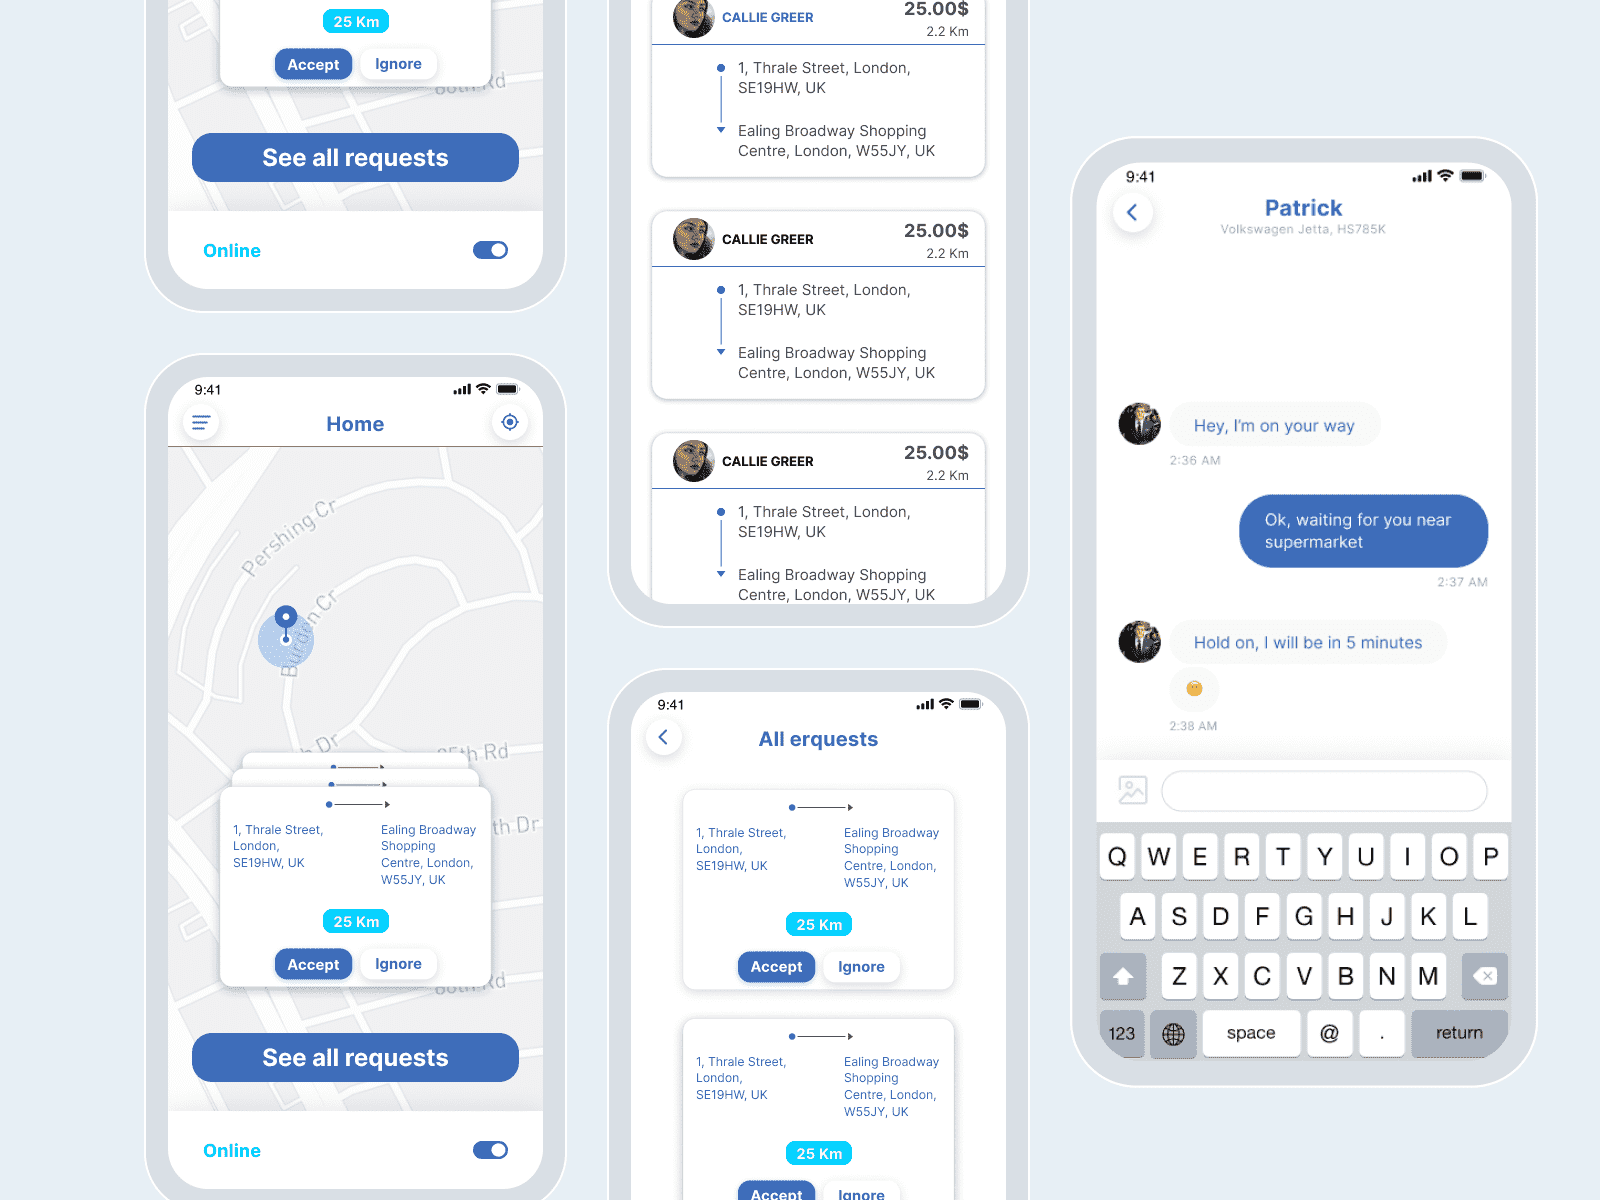 25 Km
Accept
Ignore
80th Rd
See all requests
Online
9:41
Home
Pershing Cr
Burden Cr
Dr
85th Rd
th Dr
1, Thrale Street,
London,
SE19HW, UK
Ealing Broadway
Shopping
Centre, London,
W55JY, UK
25 Km
Accept
Ignore
Rd
See all requests
Online
CALLIE GREER
25.00$
2.2 Km
1, Thrale Street, London,
SE19HW, UK
Ealing Broadway Shopping
Centre, London, W55JY, UK
CALLIE GREER
25.00$
2.2 Km
1, Thrale Street, London,
SE19HW, UK
Ealing Broadway Shopping
Centre, London, W55JY, UK
CALLIE GREER
25.00$
2.2 Km
1, Thrale Street, London,
SE19HW, UK
Ealing Broadway Shopping
Centre, London, W55JY, UK
9:41
All erquests
1, Thrale Street,
London,
SE19HW, UK
Ealing Broadway
Shopping
Centre, London,
W55JY, UK
25 Km
Accept
Ignore
1, Thrale Street,
London,
SE19HW, UK
Ealing Broadway
Shopping
Centre, London,
W55JY, UK
25 Km
Accept
Ignore
9:41
Patrick
Volkswagen Jetta, HS785K
Hey, I'm on your way
2:36 AM
Ok, waiting for you near
supermarket
2:37 AM
Hold on, I will be in 5 minutes
2:38 AM
Q W E R T Y U I O P
A S D F G H J K L
Z X C V B N M
123 space @ . return